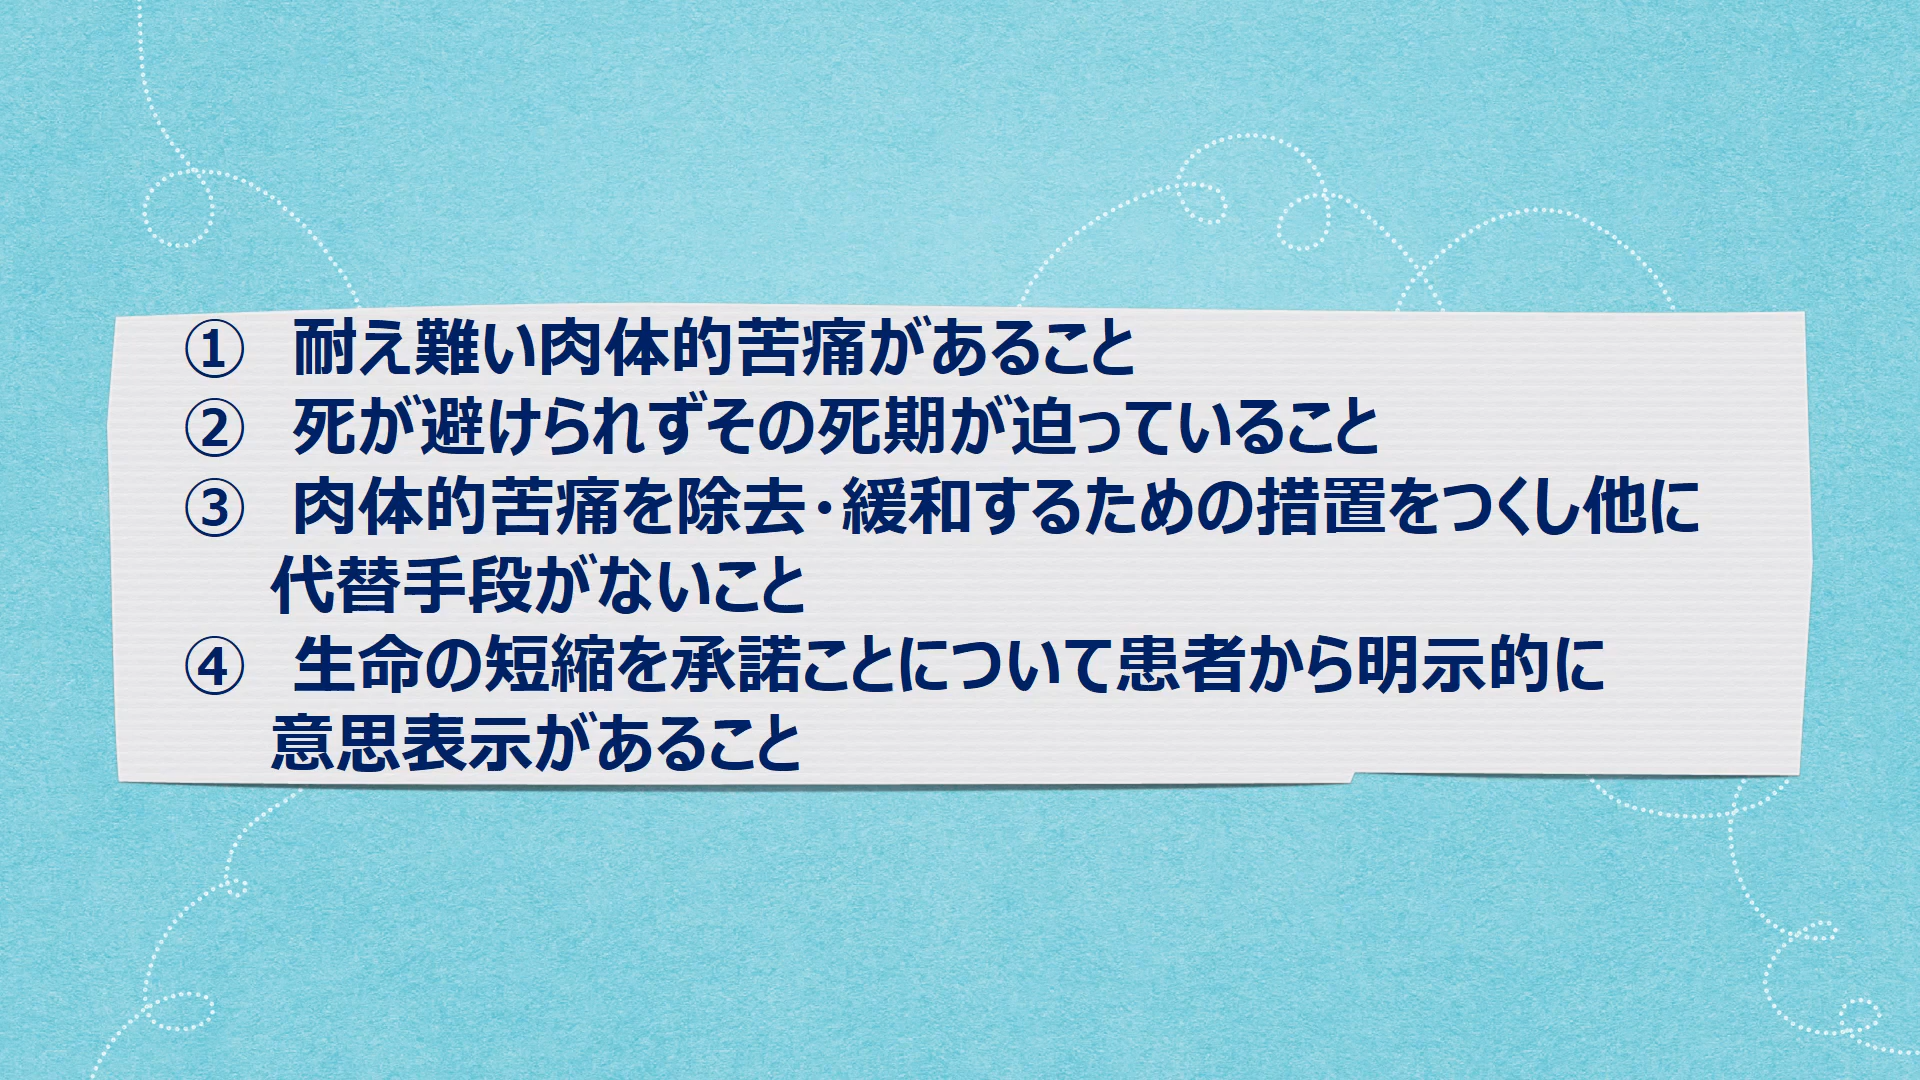 ① 耐え難い肉体的苦痛があること
② 死が避けられずその死期が迫っていること
③ 肉体的苦痛を除去・緩和するための措置をつくし他に
代替手段がないこと
④ 生命の短縮を承諾ことについて患者から明示的に
意思表示があること